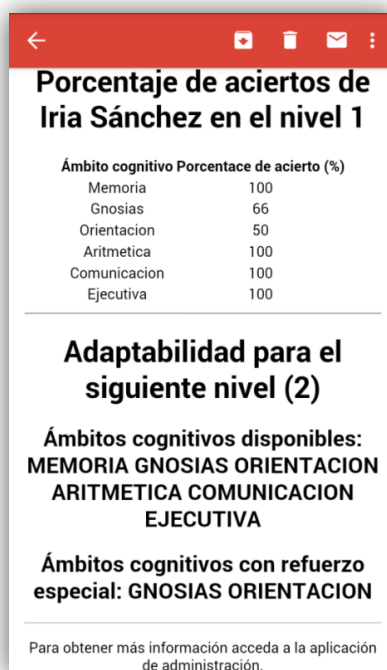 Porcentaje de aciertos de
Iria Sánchez en el nivel 1
Ámbito cognitivo Porcentace de acierto (%)
Memoria 100
Gnosias 66
Orientacion 50
Aritmetica 100
Comunicacion 100
Ejecutiva 100
Adaptabilidad para el
siguiente nivel (2)
Ámbitos cognitivos disponibles:
MEMORIA GNOSIAS ORIENTACION
ARITMETICA COMUNICACION
EJECUTIVA
Ámbitos cognitivos con refuerzo
especial: GNOSIAS ORIENTACION
Para obtener más información acceda a la aplicación
de administración.